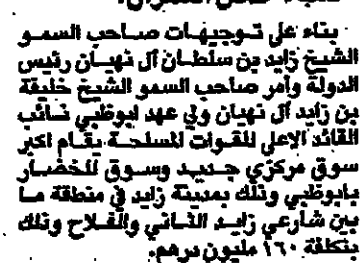 بناء على توجيهات صاحب السمو
الشيخ زايد بن سلطان آل نهيان رئيس
الدولة وامر صاحب السمو الشيخ خليفة
بن زايد آل نهيان ولي عهد ابوظبي نائب
القائد الاعلى للقوات المسلحة يقام اكبر
سوق مركزي جديد وسوق للخضار
بابوظبي وذلك بمدينة زايد في منطقة ما
بين شارعي زايد الثاني والفلاح وذلك
بتكلفة ١٦٠ مليون درهم.